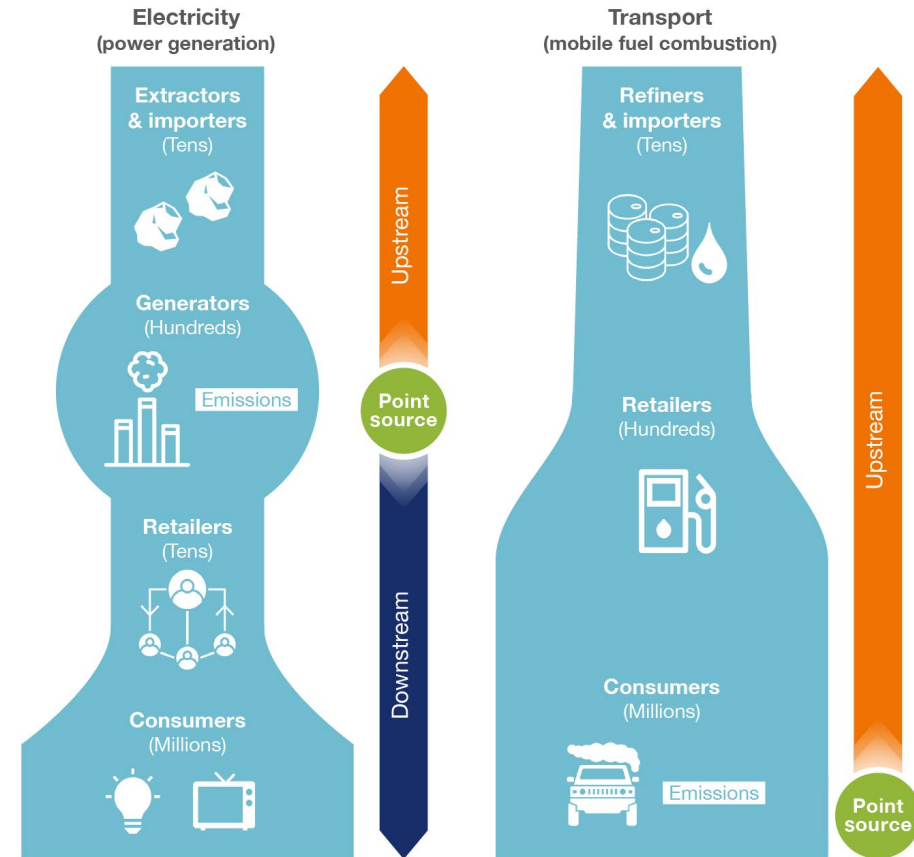 Electricity
(power generation)
Extractors
& importers
(Tens)
Upstream
Generators
(Hundreds)
Emissions
Point
source
Retailers
(Tens)
Downstream
Consumers
(Millions)
Transport
(mobile fuel combustion)
Refiners
& importers
(Tens)
Retailers
(Hundreds)
Upstream
Consumers
(Millions)
Emissions
Point
source